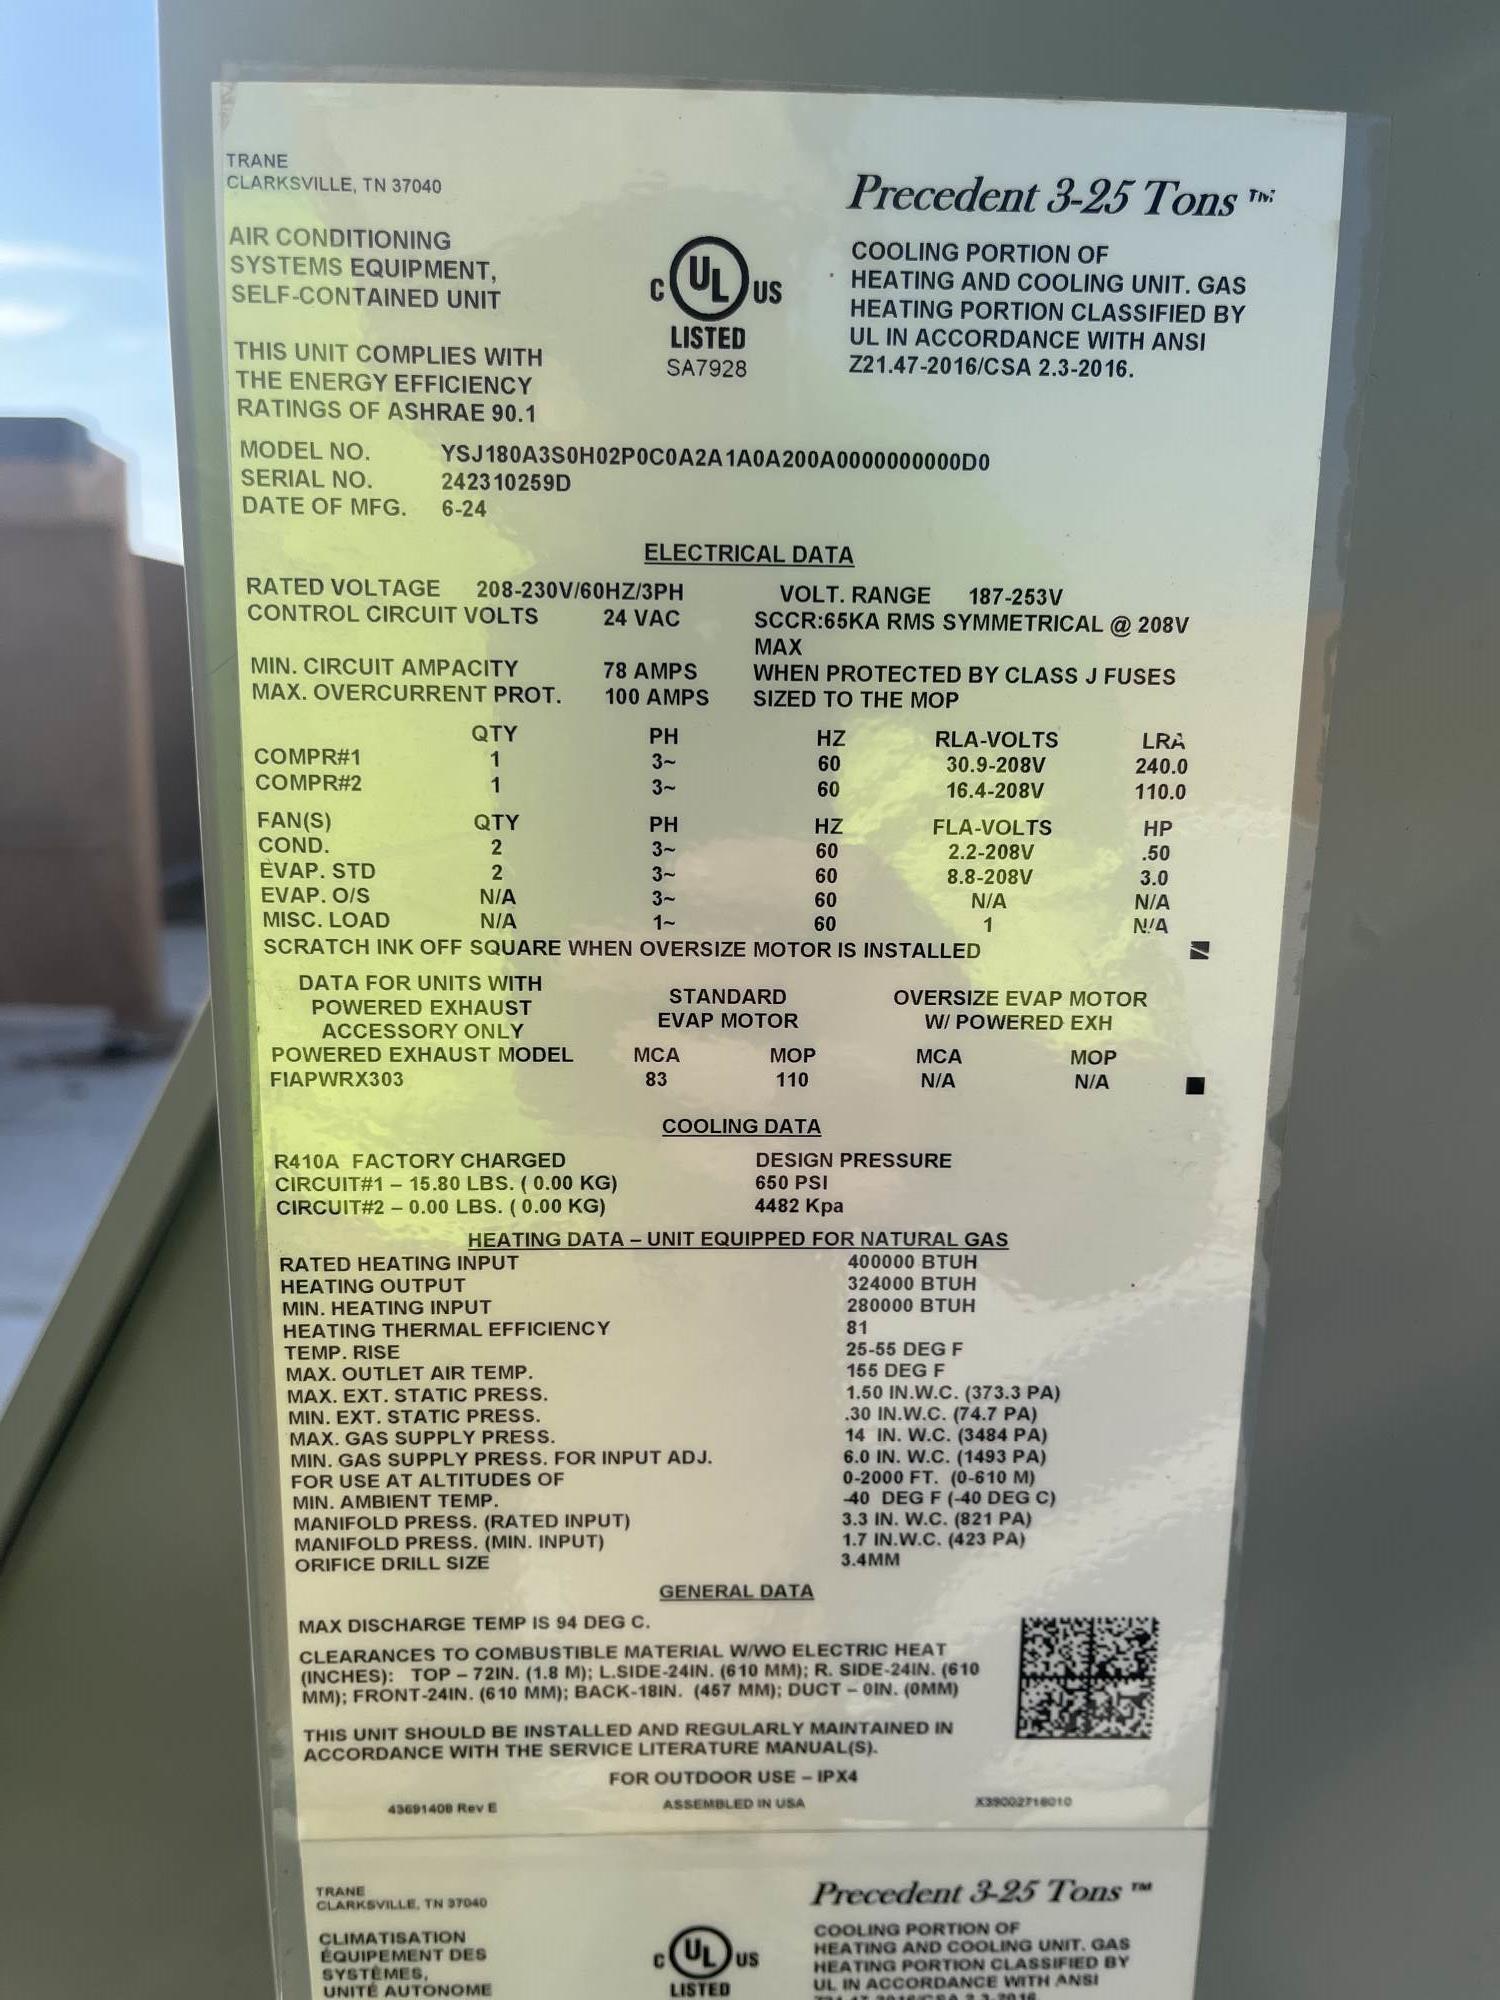 TRANE
CLARKSVILLE, TN 37040
Precedent 3-25 Tons ™
AIR CONDITIONING
SYSTEMS EQUIPMENT,
SELF-CONTAINED UNIT
THIS UNIT COMPLIES WITH
THE ENERGY EFFICIENCY
RATINGS OF ASHRAE 90.1
C UL US
LISTED
SA7928
COOLING PORTION OF
HEATING AND COOLING UNIT. GAS
HEATING PORTION CLASSIFIED BY
UL IN ACCORDANCE WITH ANSI
Z21.47-2016/CSA 2.3-2016.
MODEL NO. YSJ180A3S0H02P0C0A2A1A0A200A0000000000D0
SERIAL NO. 242310259D
DATE OF MFG. 6-24
ELECTRICAL DATA
RATED VOLTAGE 208-230V/60HZ/3PH VOLT. RANGE 187-253V
CONTROL CIRCUIT VOLTS 24 VAC SCCR:65KA RMS SYMMETRICAL @ 208V
MAX
MIN. CIRCUIT AMPACITY 78 AMPS WHEN PROTECTED BY CLASS J FUSES
MAX. OVERCURRENT PROT. 100 AMPS SIZED TO THE MOP
QTY PH HZ RLA-VOLTS LRA
COMPR#1 1 3~ 60 30.9-208V 240.0
COMPR#2 1 3~ 60 16.4-208V 110.0
FAN(S) QTY PH HZ FLA-VOLTS HP
COND. 2 3~ 60 2.2-208V .50
EVAP. STD 2 3~ 60 8.8-208V 3.0
EVAP. O/S N/A 3~ 60 N/A N/A
MISC. LOAD N/A 1~ 60 1 N/A
SCRATCH INK OFF SQUARE WHEN OVERSIZE MOTOR IS INSTALLED
DATA FOR UNITS WITH
POWERED EXHAUST STANDARD OVERSIZE EVAP MOTOR
ACCESSORY ONLY EVAP MOTOR W/ POWERED EXH
POWERED EXHAUST MODEL MCA MOP MCA MOP
FIAPWRX303 83 110 N/A N/A
COOLING DATA
R410A FACTORY CHARGED DESIGN PRESSURE
CIRCUIT#1 – 15.80 LBS. ( 0.00 KG) 650 PSI
CIRCUIT#2 – 0.00 LBS. ( 0.00 KG) 4482 Kpa
HEATING DATA – UNIT EQUIPPED FOR NATURAL GAS
RATED HEATING INPUT 400000 BTUH
HEATING OUTPUT 324000 BTUH
MIN. HEATING INPUT 280000 BTUH
HEATING THERMAL EFFICIENCY 81
TEMP. RISE 25-55 DEG F
MAX. OUTLET AIR TEMP. 155 DEG F
MAX. EXT. STATIC PRESS. 1.50 IN.W.C. (373.3 PA)
MIN. EXT. STATIC PRESS. .30 IN.W.C. (74.7 PA)
MAX. GAS SUPPLY PRESS. 14 IN. W.C. (3484 PA)
MIN. GAS SUPPLY PRESS. FOR INPUT ADJ. 6.0 IN. W.C. (1493 PA)
FOR USE AT ALTITUDES OF 0-2000 FT. (0-610 M)
MIN. AMBIENT TEMP. -40 DEG F (-40 DEG C)
MANIFOLD PRESS. (RATED INPUT) 3.3 IN. W.C. (821 PA)
MANIFOLD PRESS. (MIN. INPUT) 1.7 IN.W.C. (423 PA)
ORIFICE DRILL SIZE 3.4MM
GENERAL DATA
MAX DISCHARGE TEMP IS 94 DEG C.
CLEARANCES TO COMBUSTIBLE MATERIAL W/WO ELECTRIC HEAT
(INCHES): TOP – 72IN. (1.8 M); L.SIDE-24IN. (610 MM); R. SIDE-24IN. (610
MM); FRONT-24IN. (610 MM); BACK-18IN. (457 MM); DUCT – 0IN. (0MM)
THIS UNIT SHOULD BE INSTALLED AND REGULARLY MAINTAINED IN
ACCORDANCE WITH THE SERVICE LITERATURE MANUAL(S).
FOR OUTDOOR USE – IPX4
43691408 Rev E ASSEMBLED IN USA X39002718010
TRANE
CLARKSVILLE, TN 37040
Precedent 3-25 Tons ™
CLIMATISATION
ÉQUIPEMENT DES
SYSTÈMES,
UNITÉ AUTONOME
C UL US
LISTED
COOLING PORTION OF
HEATING AND COOLING UNIT. GAS
HEATING PORTION CLASSIFIED BY
UL IN ACCORDANCE WITH ANSI
Z21.47-2016/CSA 2.3-2016.